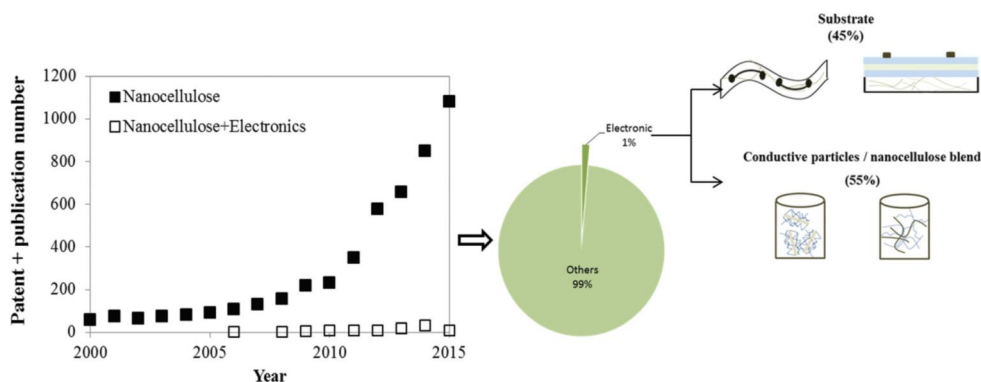 Substrate
(45%)
Patent + publication number
1200
1000
800
600
400
200
0
Nanocellulose
Nanocellulose+Electronics
2000
2005
2010
2015
Year
Electronic
1%
Others
99%
Conductive particles / nanocellulose blend
(55%)